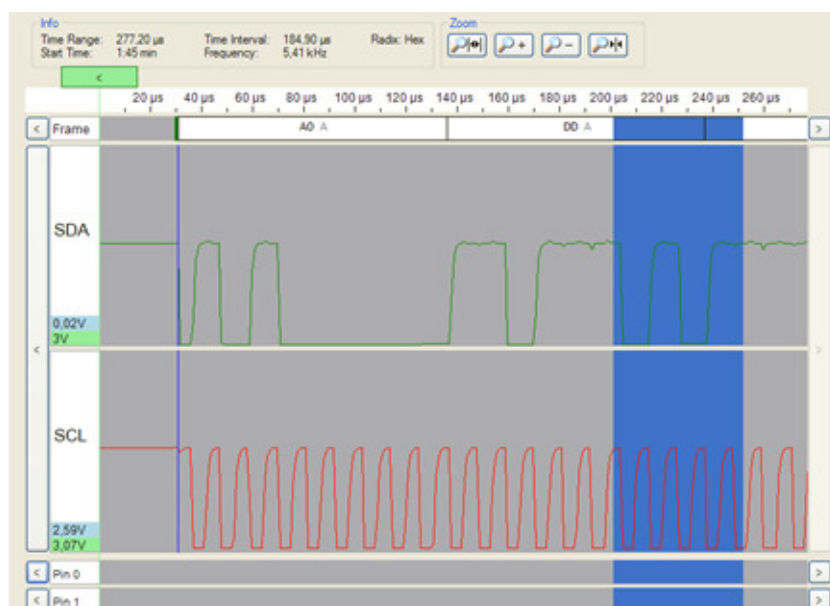 Info
Time Range: 277,20 µs Time Interval: 184,90 µs Radix: Hex
Start Time: 1:45 min Frequency: 5,41 kHz
Zoom
<
20 µs 40 µs 60 µs 80 µs 100 µs 120 µs 140 µs 160 µs 180 µs 200 µs 220 µs 240 µs 260 µs
< Frame A0 A DD A >
SDA
0,02V
3V
< >
SCL
2,59V
3,07V
< Pin 0 >
< Pin 1 >